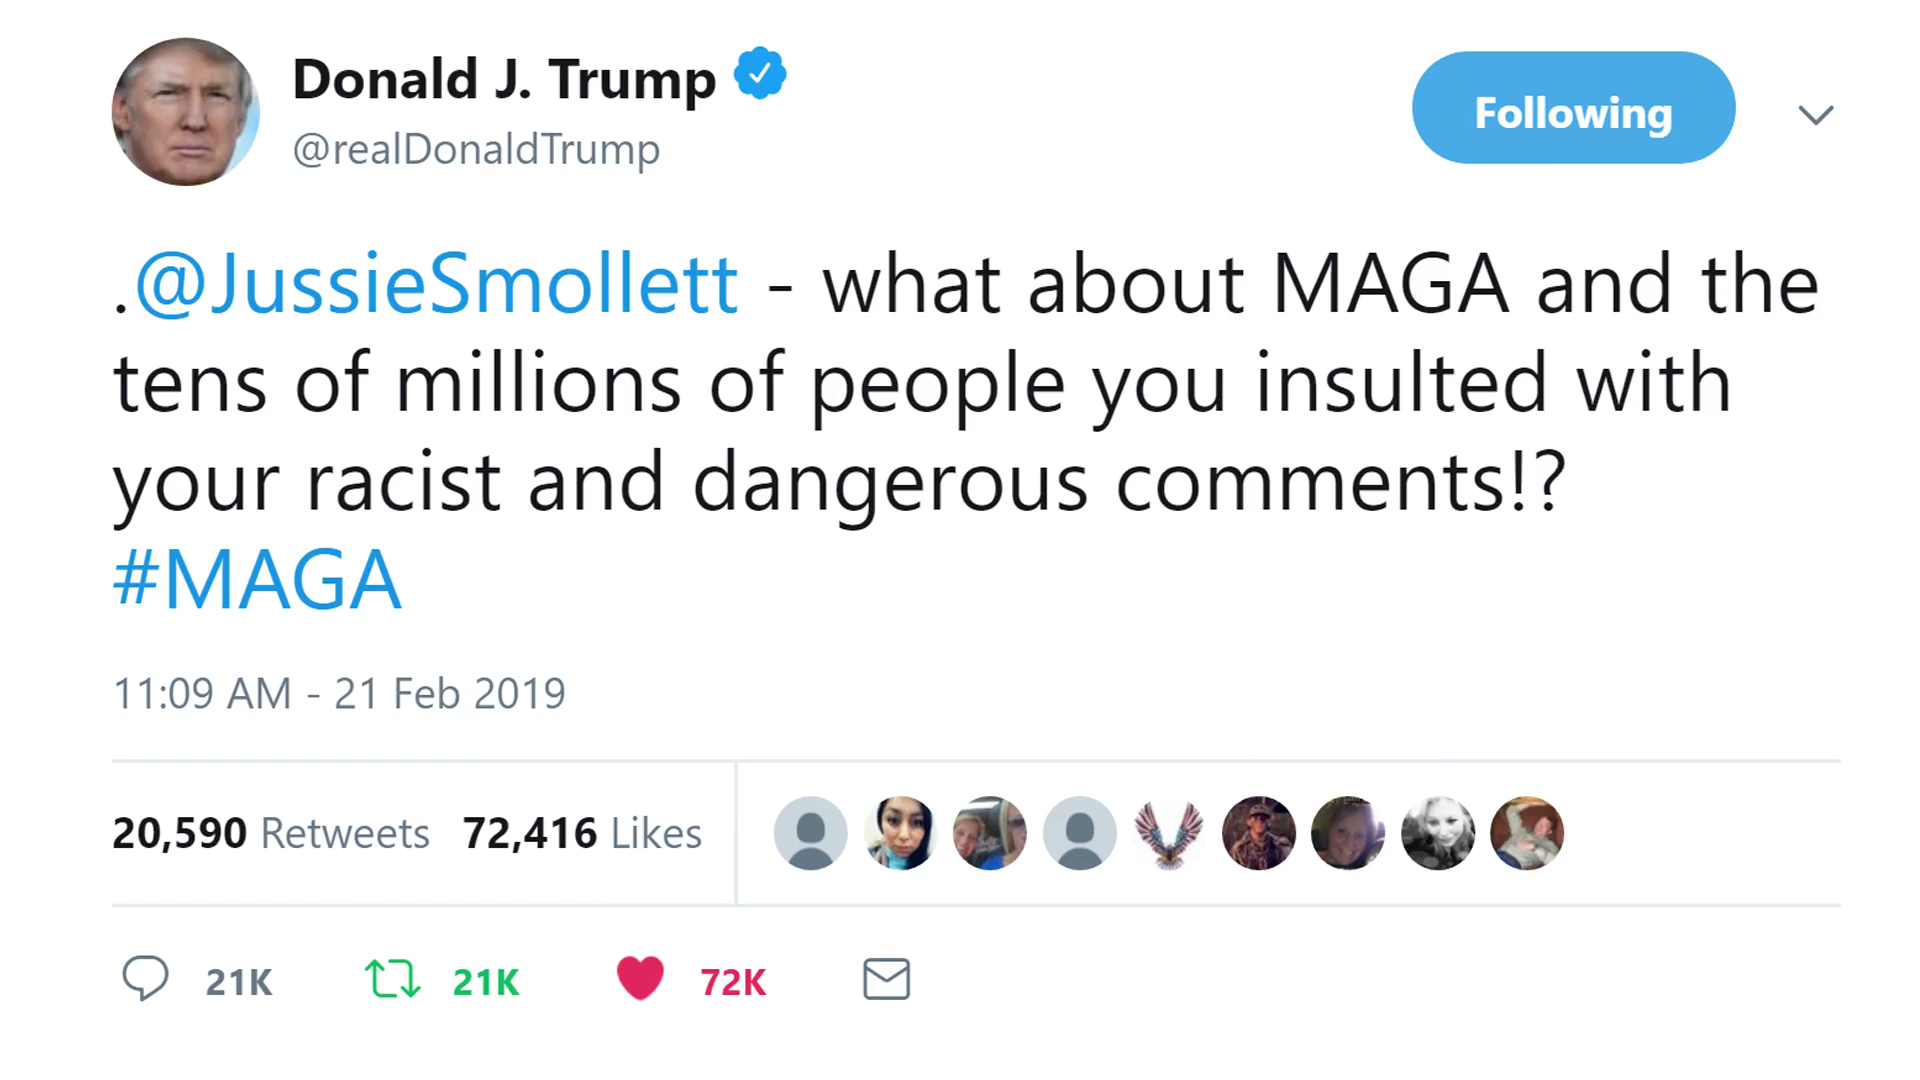 Donald J. Trump
@realDonaldTrump
Following
.@JussieSmollett - what about MAGA and the
tens of millions of people you insulted with
your racist and dangerous comments!?
#MAGA
11:09 AM - 21 Feb 2019
20,590 Retweets 72,416 Likes
21K 21K 72K